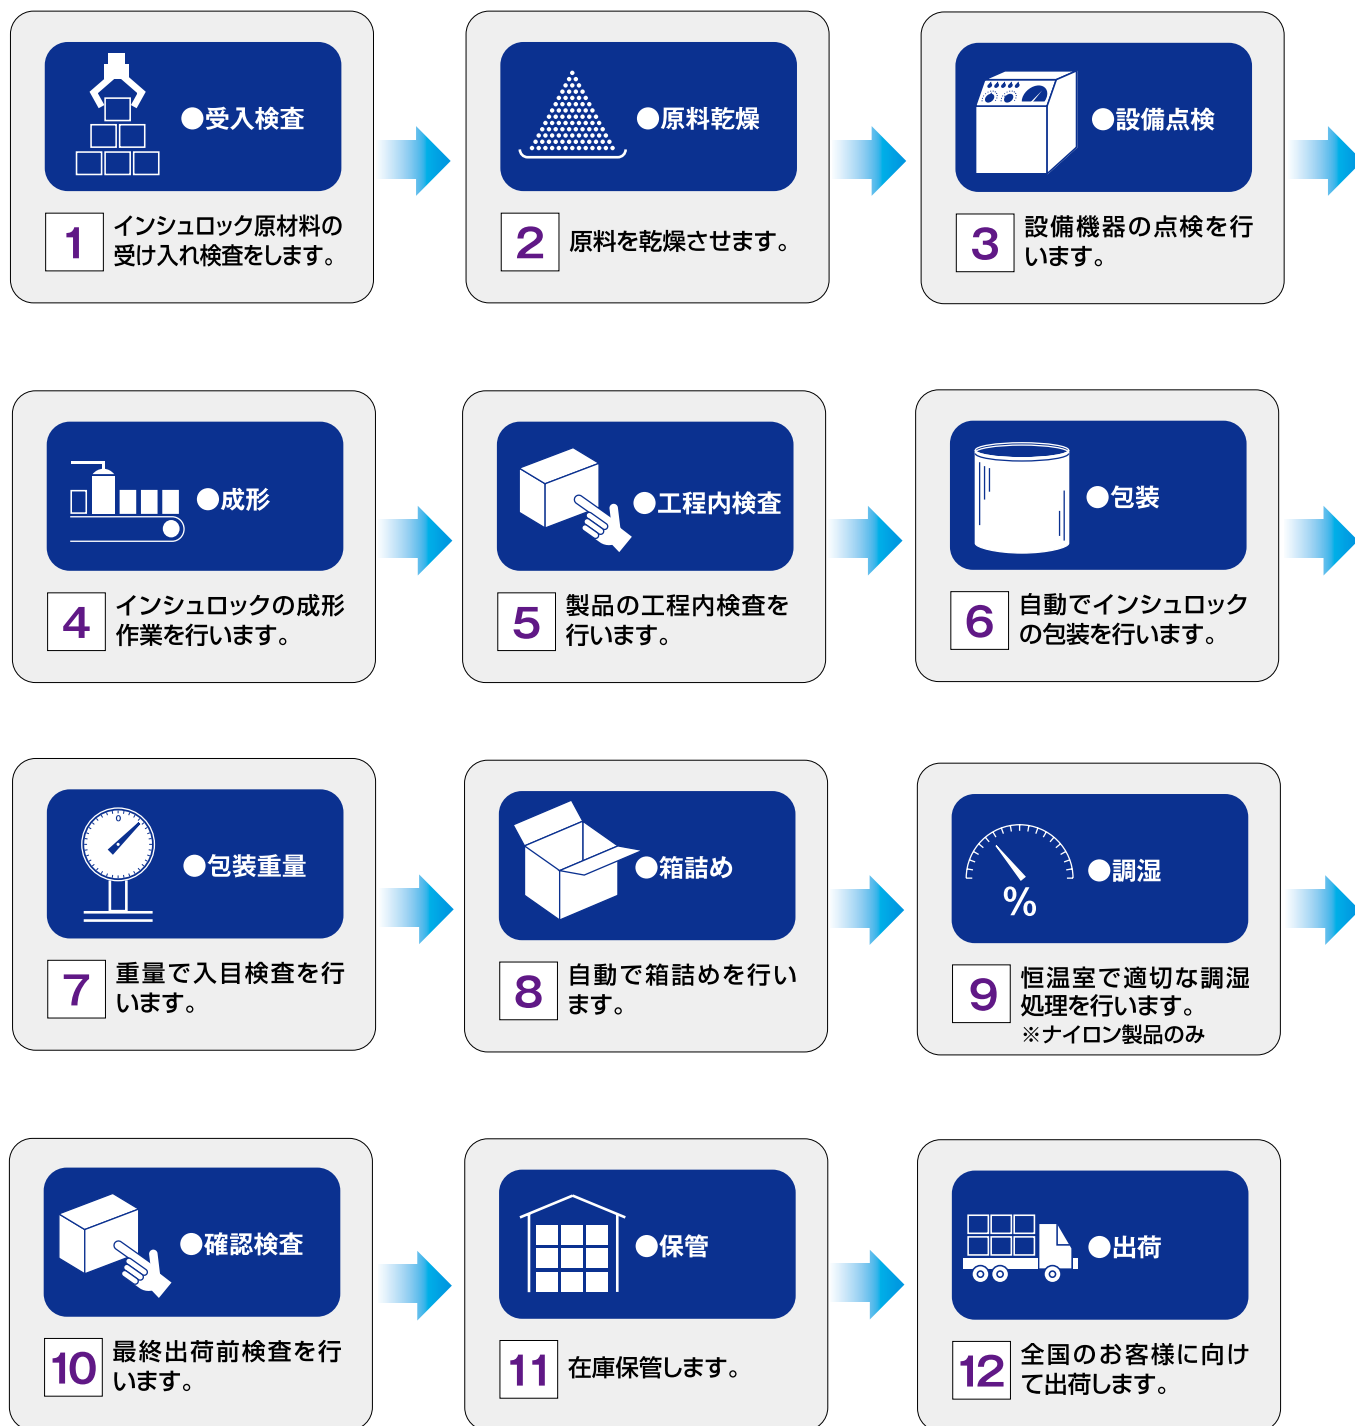 ●受入検査
1
インシュロック原材料の
受け入れ検査をします。
●原料乾燥
2
原料を乾燥させます。
●設備点検
3
設備機器の点検を行
います。
●成形
4
インシュロックの成形
作業を行います。
●工程内検査
5
製品の工程内検査を
行います。
●包装
6
自動でインシュロック
の包装を行います。
0
●包装重量
7
重量で入目検査を行
います。
●箱詰め
8
自動で箱詰めを行い
ます。
%
●調湿
9
恒温室で適切な調湿
処理を行います。
※ナイロン製品のみ
●確認検査
10
最終出荷前検査を行
います。
●保管
11
在庫保管します。
●出荷
12
全国のお客様に向け
て出荷します。